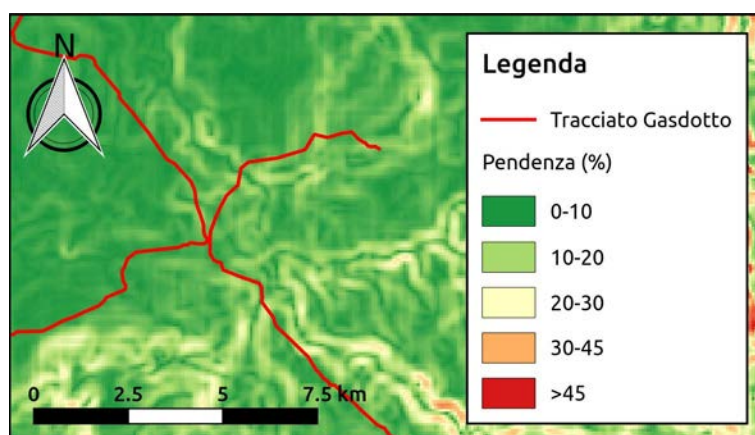 N
Legenda
Tracciato Gasdotto
Pendenza (%)
0-10
10-20
20-30
30-45
>45
0 2.5 5 7.5 km